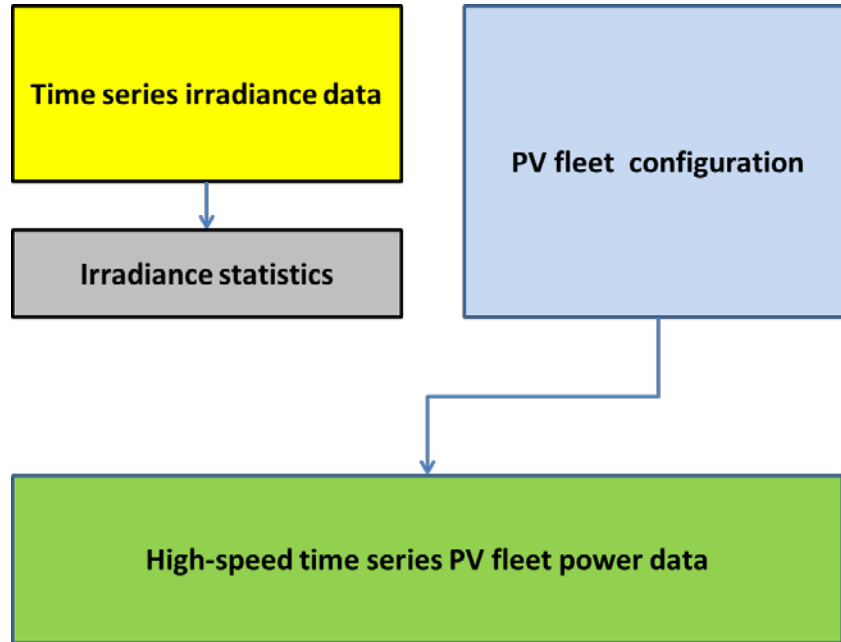 Time series irradiance data
PV fleet configuration
Irradiance statistics
High-speed time series PV fleet power data